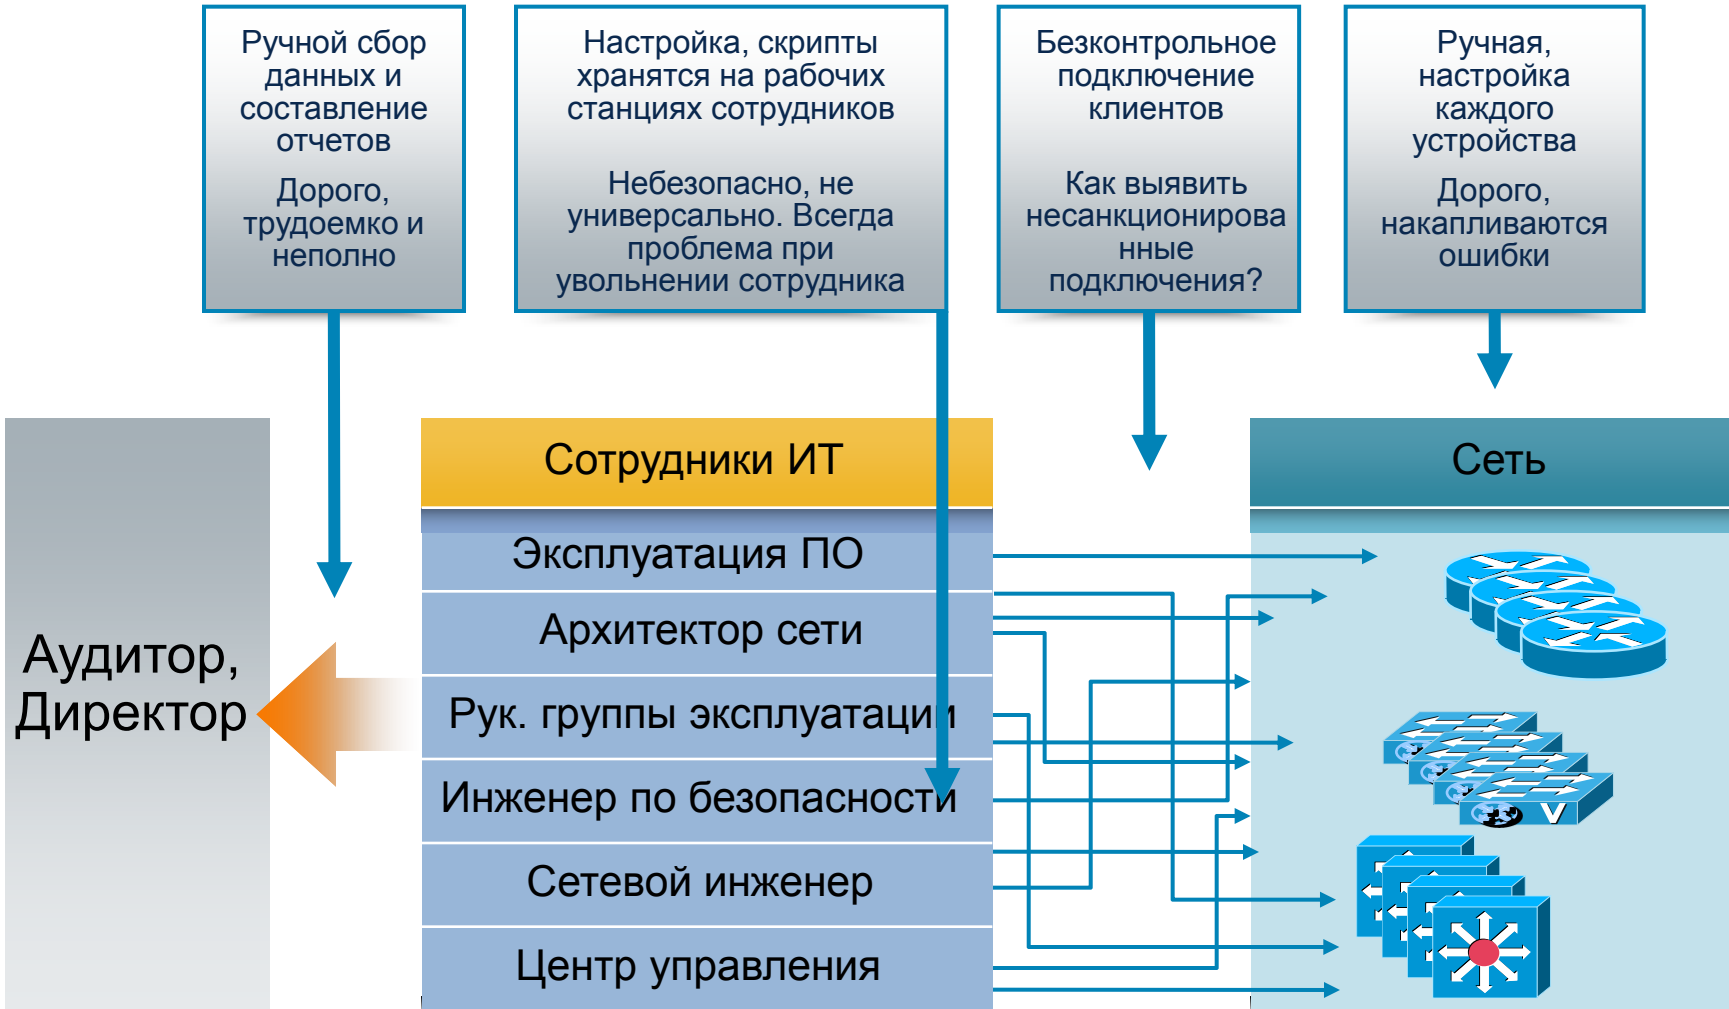 Ручной сбор
данных и
составление
отчетов
Дорого,
трудоемко и
неполно
Настройка, скрипты
хранятся на рабочих
станциях сотрудников
Небезопасно, не
универсально. Всегда
проблема при
увольнении сотрудника
Безконтрольное
подключение
клиентов
Как выявить
несанкционирова
нные
подключения?
Ручная,
настройка
каждого
устройства
Дорого,
накапливаются
ошибки
Аудитор,
Директор
Сотрудники ИТ
Эксплуатация ПО
Архитектор сети
Рук. группы эксплуатации
Инженер по безопасности
Сетевой инженер
Центр управления
Сеть
V